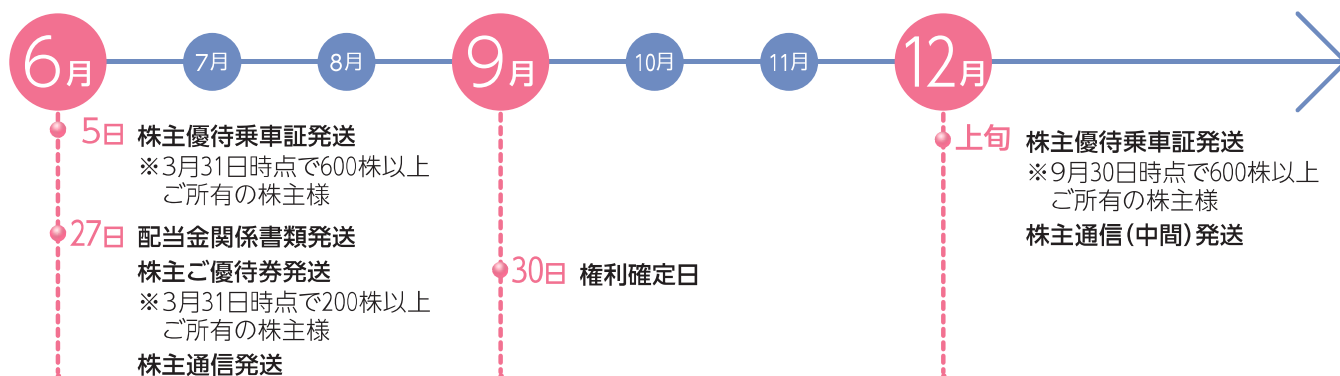 6月
7月
8月
9月
10月
11月
12月
5日 株主優待乗車証発送
※3月31日時点で600株以上
ご所有の株主様
27日 配当金関係書類発送
株主ご優待券発送
※3月31日時点で200株以上
ご所有の株主様
株主通信発送
30日 権利確定日
上旬 株主優待乗車証発送
※9月30日時点で600株以上
ご所有の株主様
株主通信(中間)発送